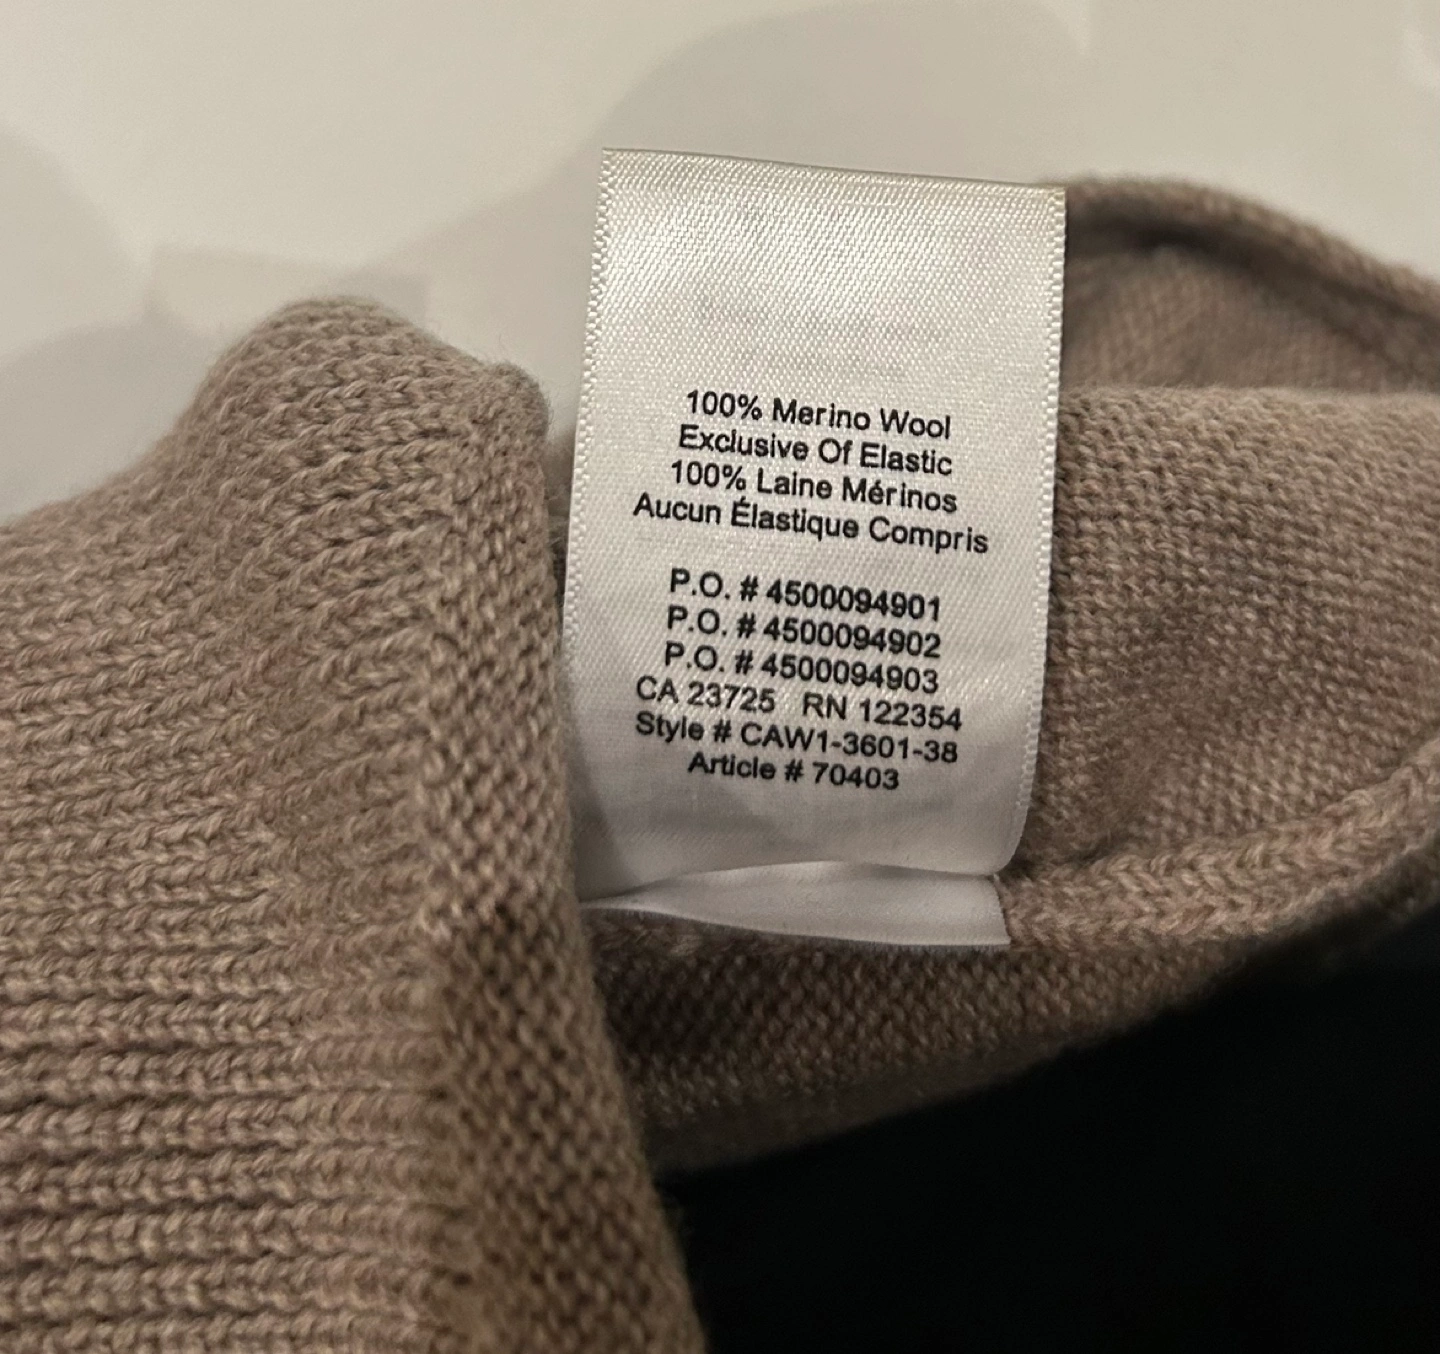 100% Merino Wool
Exclusive Of Elastic
100% Laine Mérinos
Aucun Élastique Compris
P.O. # 4500094901
P.O. # 4500094902
P.O. # 4500094903
CA 23725 RN 122354
Style # CAW1-3601-38
Article # 70403